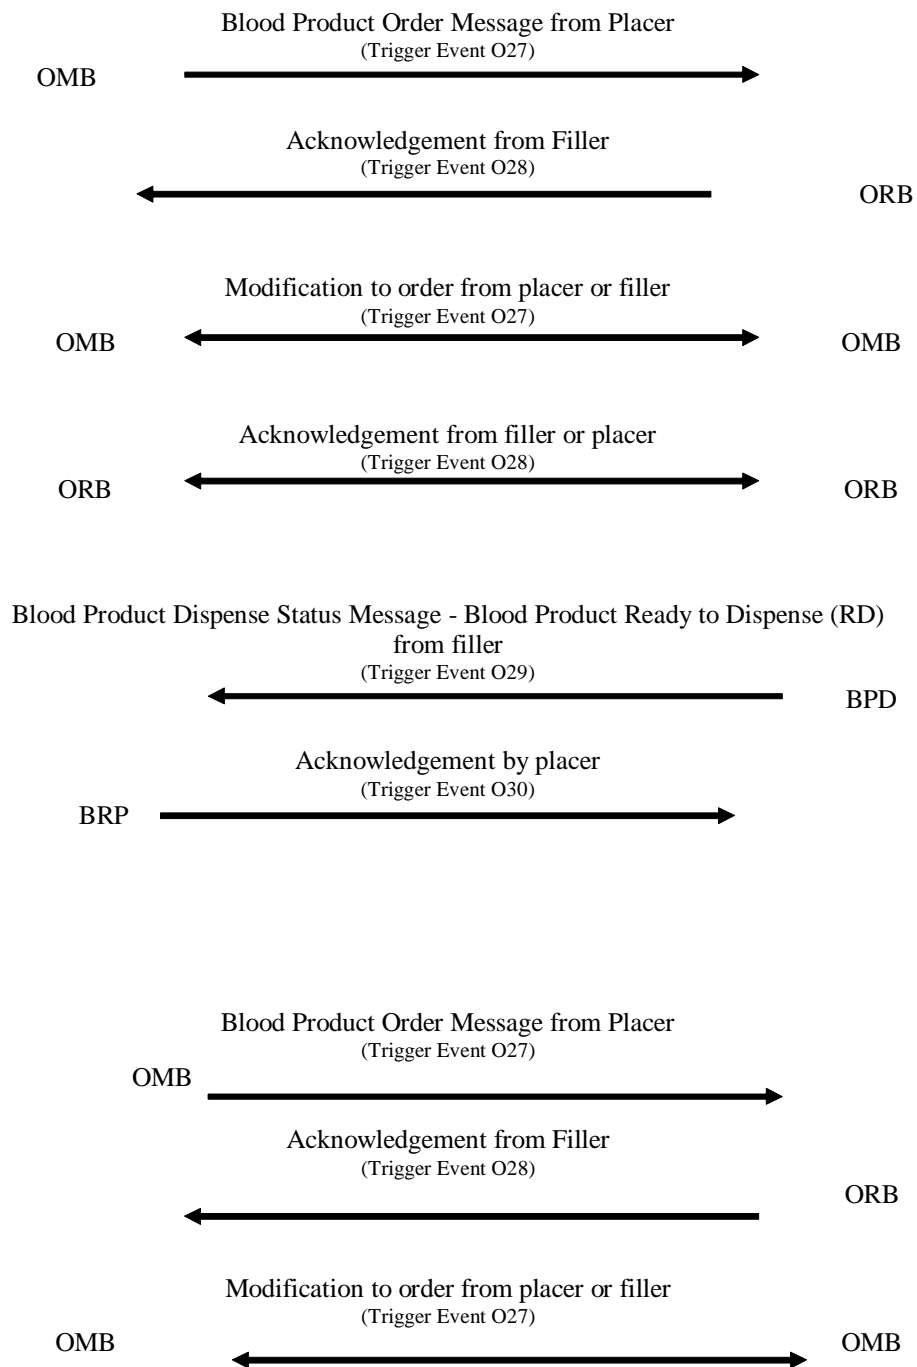 Blood Product Order Message from Placer
(Trigger Event O27)
OMB
Acknowledgement from Filler
(Trigger Event O28)
ORB
Modification to order from placer or filler
(Trigger Event O27)
OMB OMB
Acknowledgement from filler or placer
(Trigger Event O28)
ORB ORB
Blood Product Dispense Status Message - Blood Product Ready to Dispense (RD)
from filler
(Trigger Event O29)
BPD
Acknowledgement by placer
(Trigger Event O30)
BRP
Blood Product Order Message from Placer
(Trigger Event O27)
OMB
Acknowledgement from Filler
(Trigger Event O28)
ORB
Modification to order from placer or filler
(Trigger Event O27)
OMB OMB